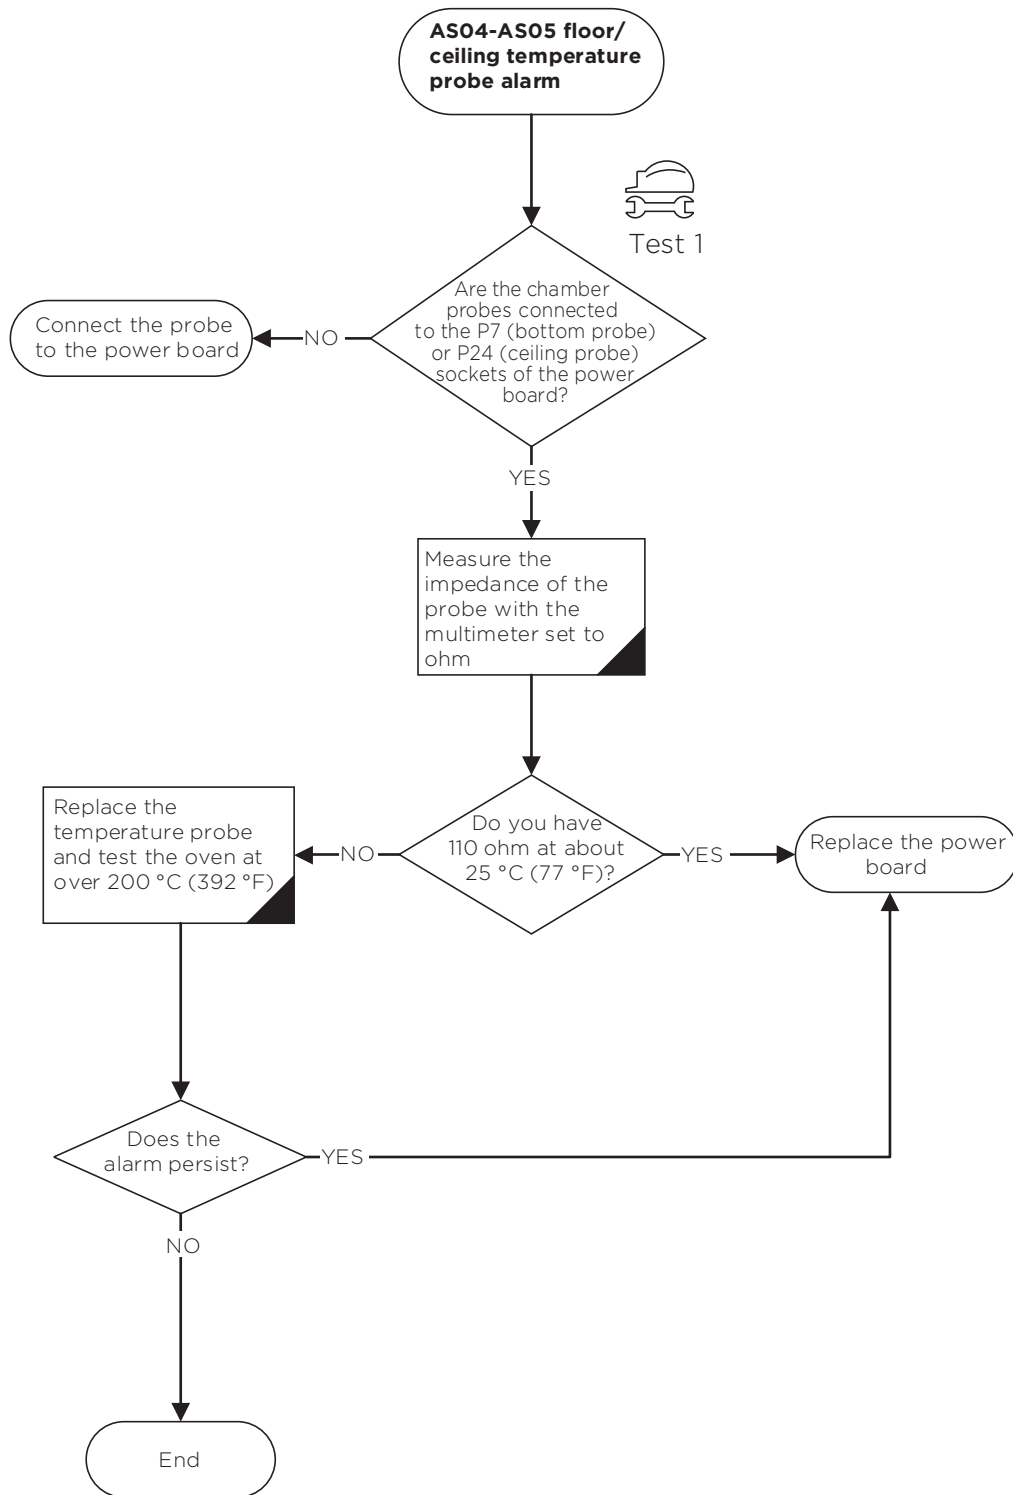 AS04-AS05 floor/
ceiling temperature
probe alarm
Test 1
Are the chamber
probes connected
to the P7 (bottom probe)
or P24 (ceiling probe)
sockets of the power
board?
NO
Connect the probe
to the power board
YES
Measure the
impedance of the
probe with the
multimeter set to
ohm
Do you have
110 ohm at about
25 °C (77 °F)?
NO
YES
Replace the
temperature probe
and test the oven at
over 200 °C (392 °F)
Replace the power
board
Does the
alarm persist?
YES
NO
End